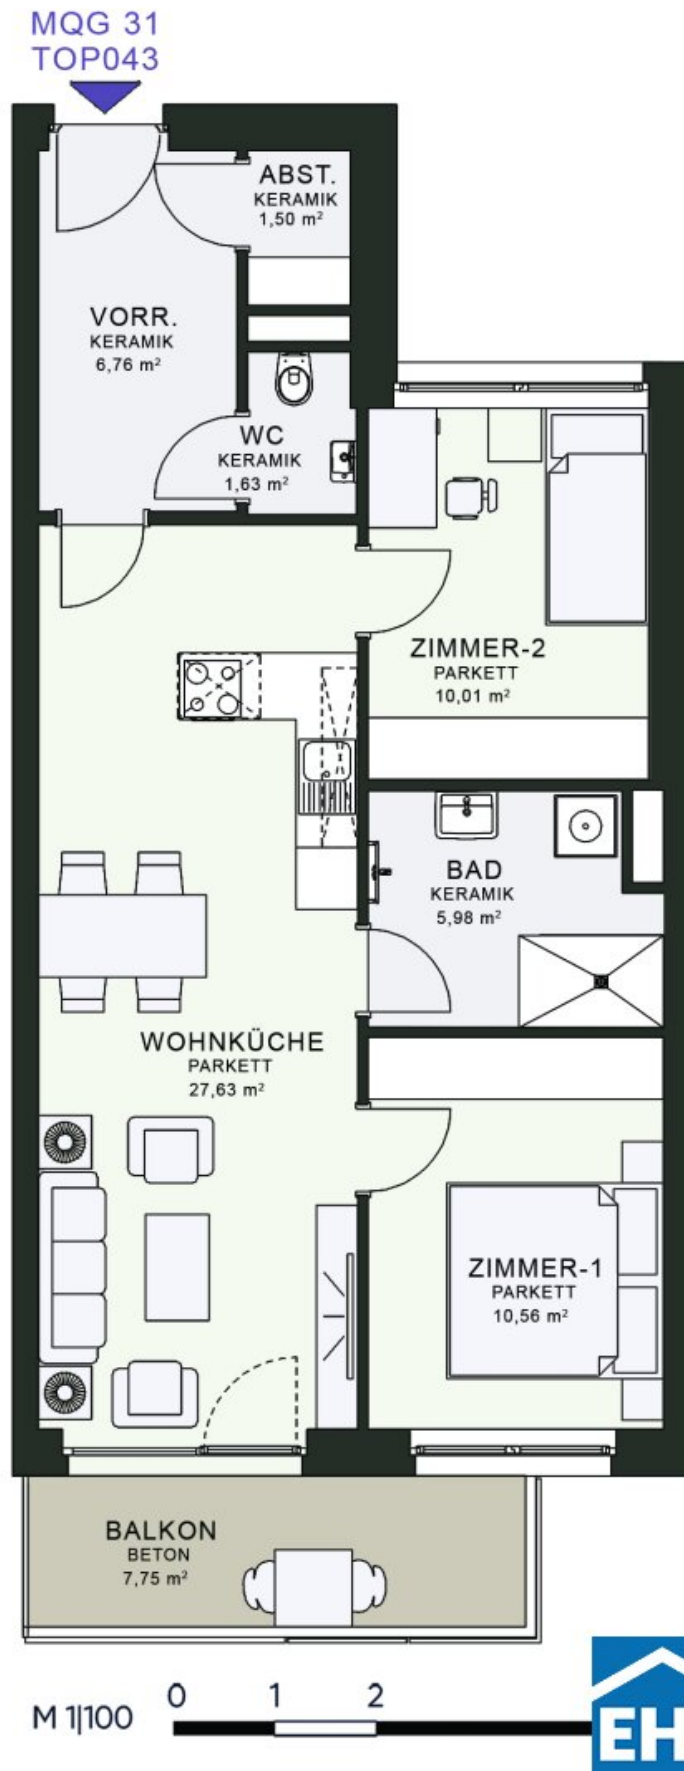 MQG 31
TOP043
ABST.
KERAMIK
1,50 m²
VORR.
KERAMIK
6,76 m²
WC
KERAMIK
1,63 m²
ZIMMER-2
PARKETT
10,01 m²
BAD
KERAMIK
5,98 m²
WOHNKÜCHE
PARKETT
27,63 m²
ZIMMER-1
PARKETT
10,56 m²
BALKON
BETON
7,75 m²
M 1|100
0 1 2
EH